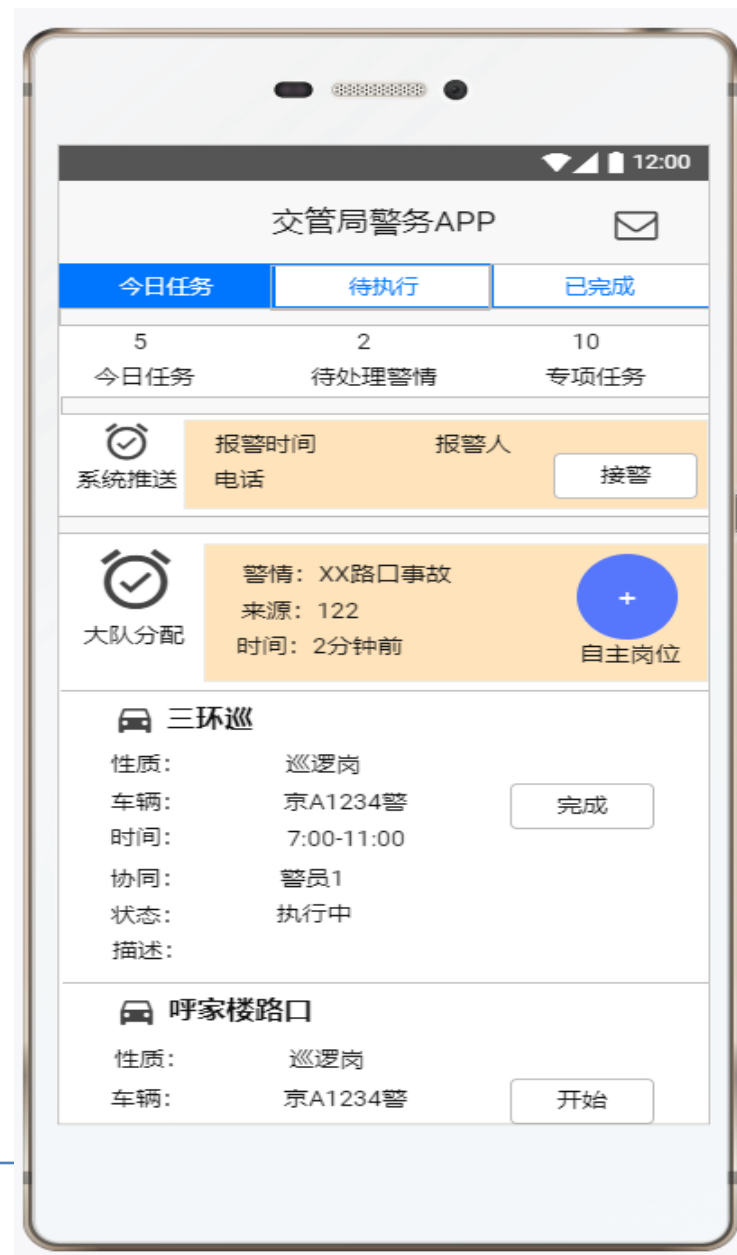 12:00
交管局警务APP
今日任务 待执行 已完成
5 2 10
今日任务 待处理警情 专项任务
系统推送
报警时间 报警人
电话 接警
大队分配
警情：XX路口事故
来源：122
时间：2分钟前
+
自主岗位
三环巡
性质： 巡逻岗
车辆： 京A1234警 完成
时间： 7:00-11:00
协同： 警员1
状态： 执行中
描述：
呼家楼路口
性质： 巡逻岗
车辆： 京A1234警 开始